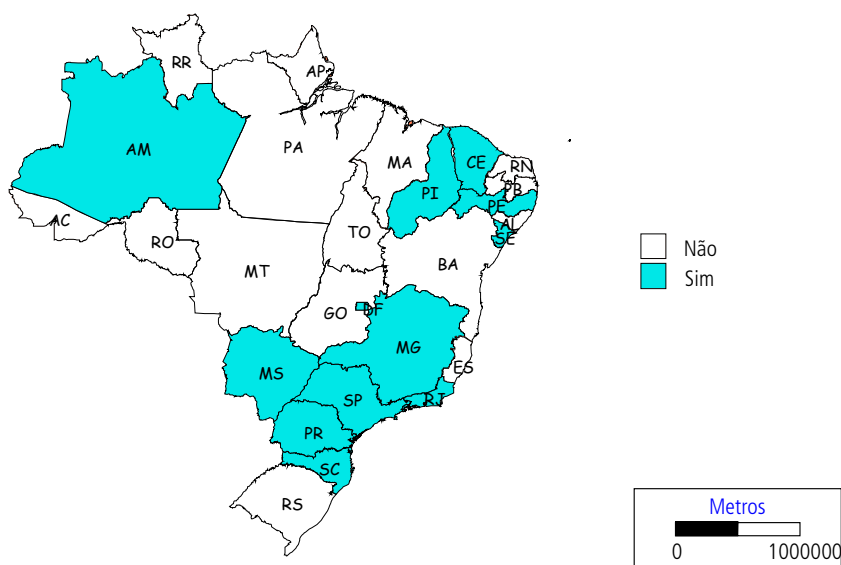 RR
AP
AM
PA
MA
CE
RN
PB
PI
PE
AL
SE
AC
RO
TO
BA
MT
GO
DF
MG
ES
MS
SP
RJ
PR
SC
RS
Não
Sim
Metros
0 1000000